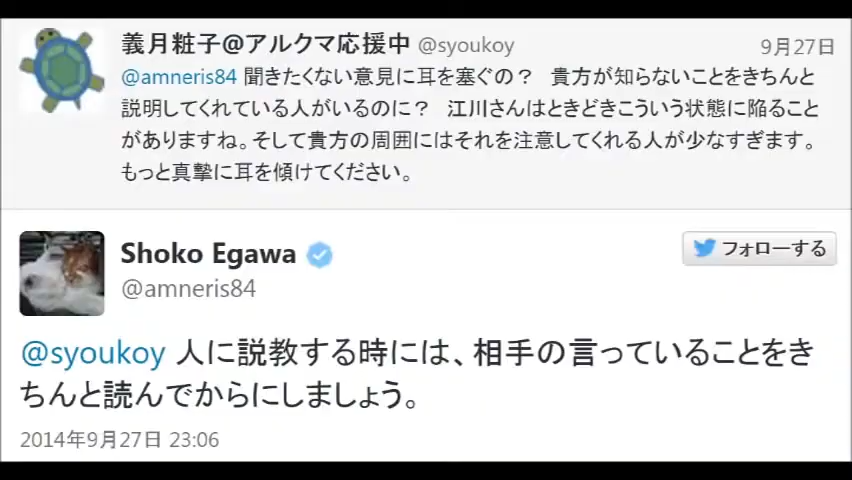 義月粧子@アルクマ応援中 @syoukoy 9月27日
@amneris84 聞きたくない意見に耳を塞ぐの？ 貴方が知らないことをきちんと
説明してくれている人がいるのに？ 江川さんはときどきこういう状態に陥ること
がありますね。そして貴方の周囲にはそれを注意してくれる人が少なすぎます。
もっと真摯に耳を傾けてください。
Shoko Egawa
フォローする
@amneris84
@syoukoy 人に説教する時には、相手の言っていることをき
ちんと読んでからにしましょう。
2014年9月27日 23:06